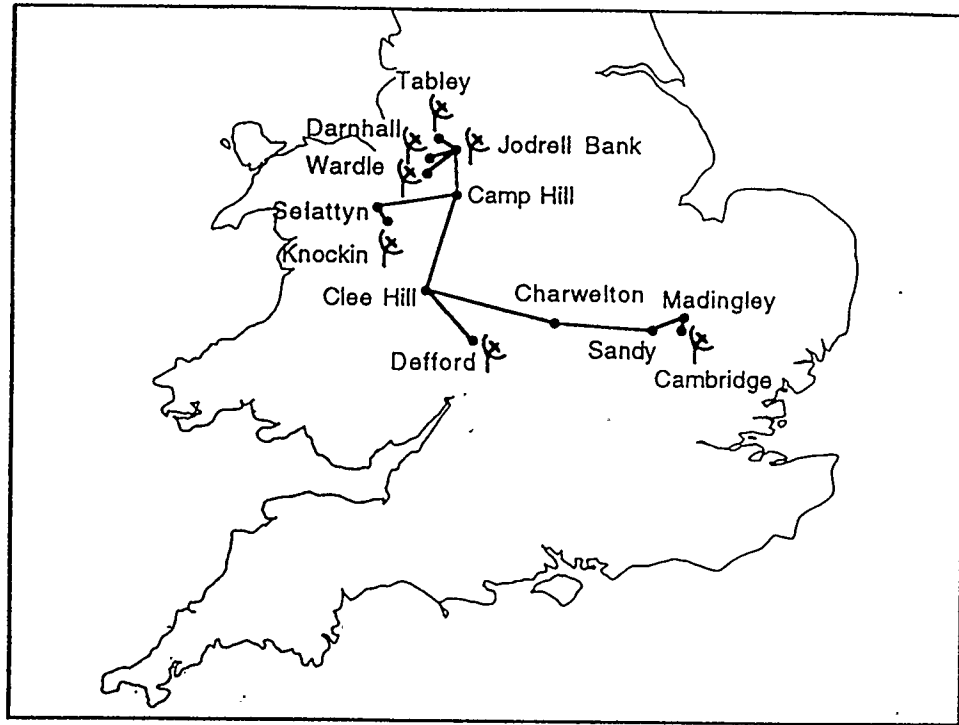 Tabley
Darnhall
Jodrell Bank
Wardle
Camp Hill
Selattyn
Knockin
Clee Hill
Charwelton
Madingley
Sandy
Defford
Cambridge